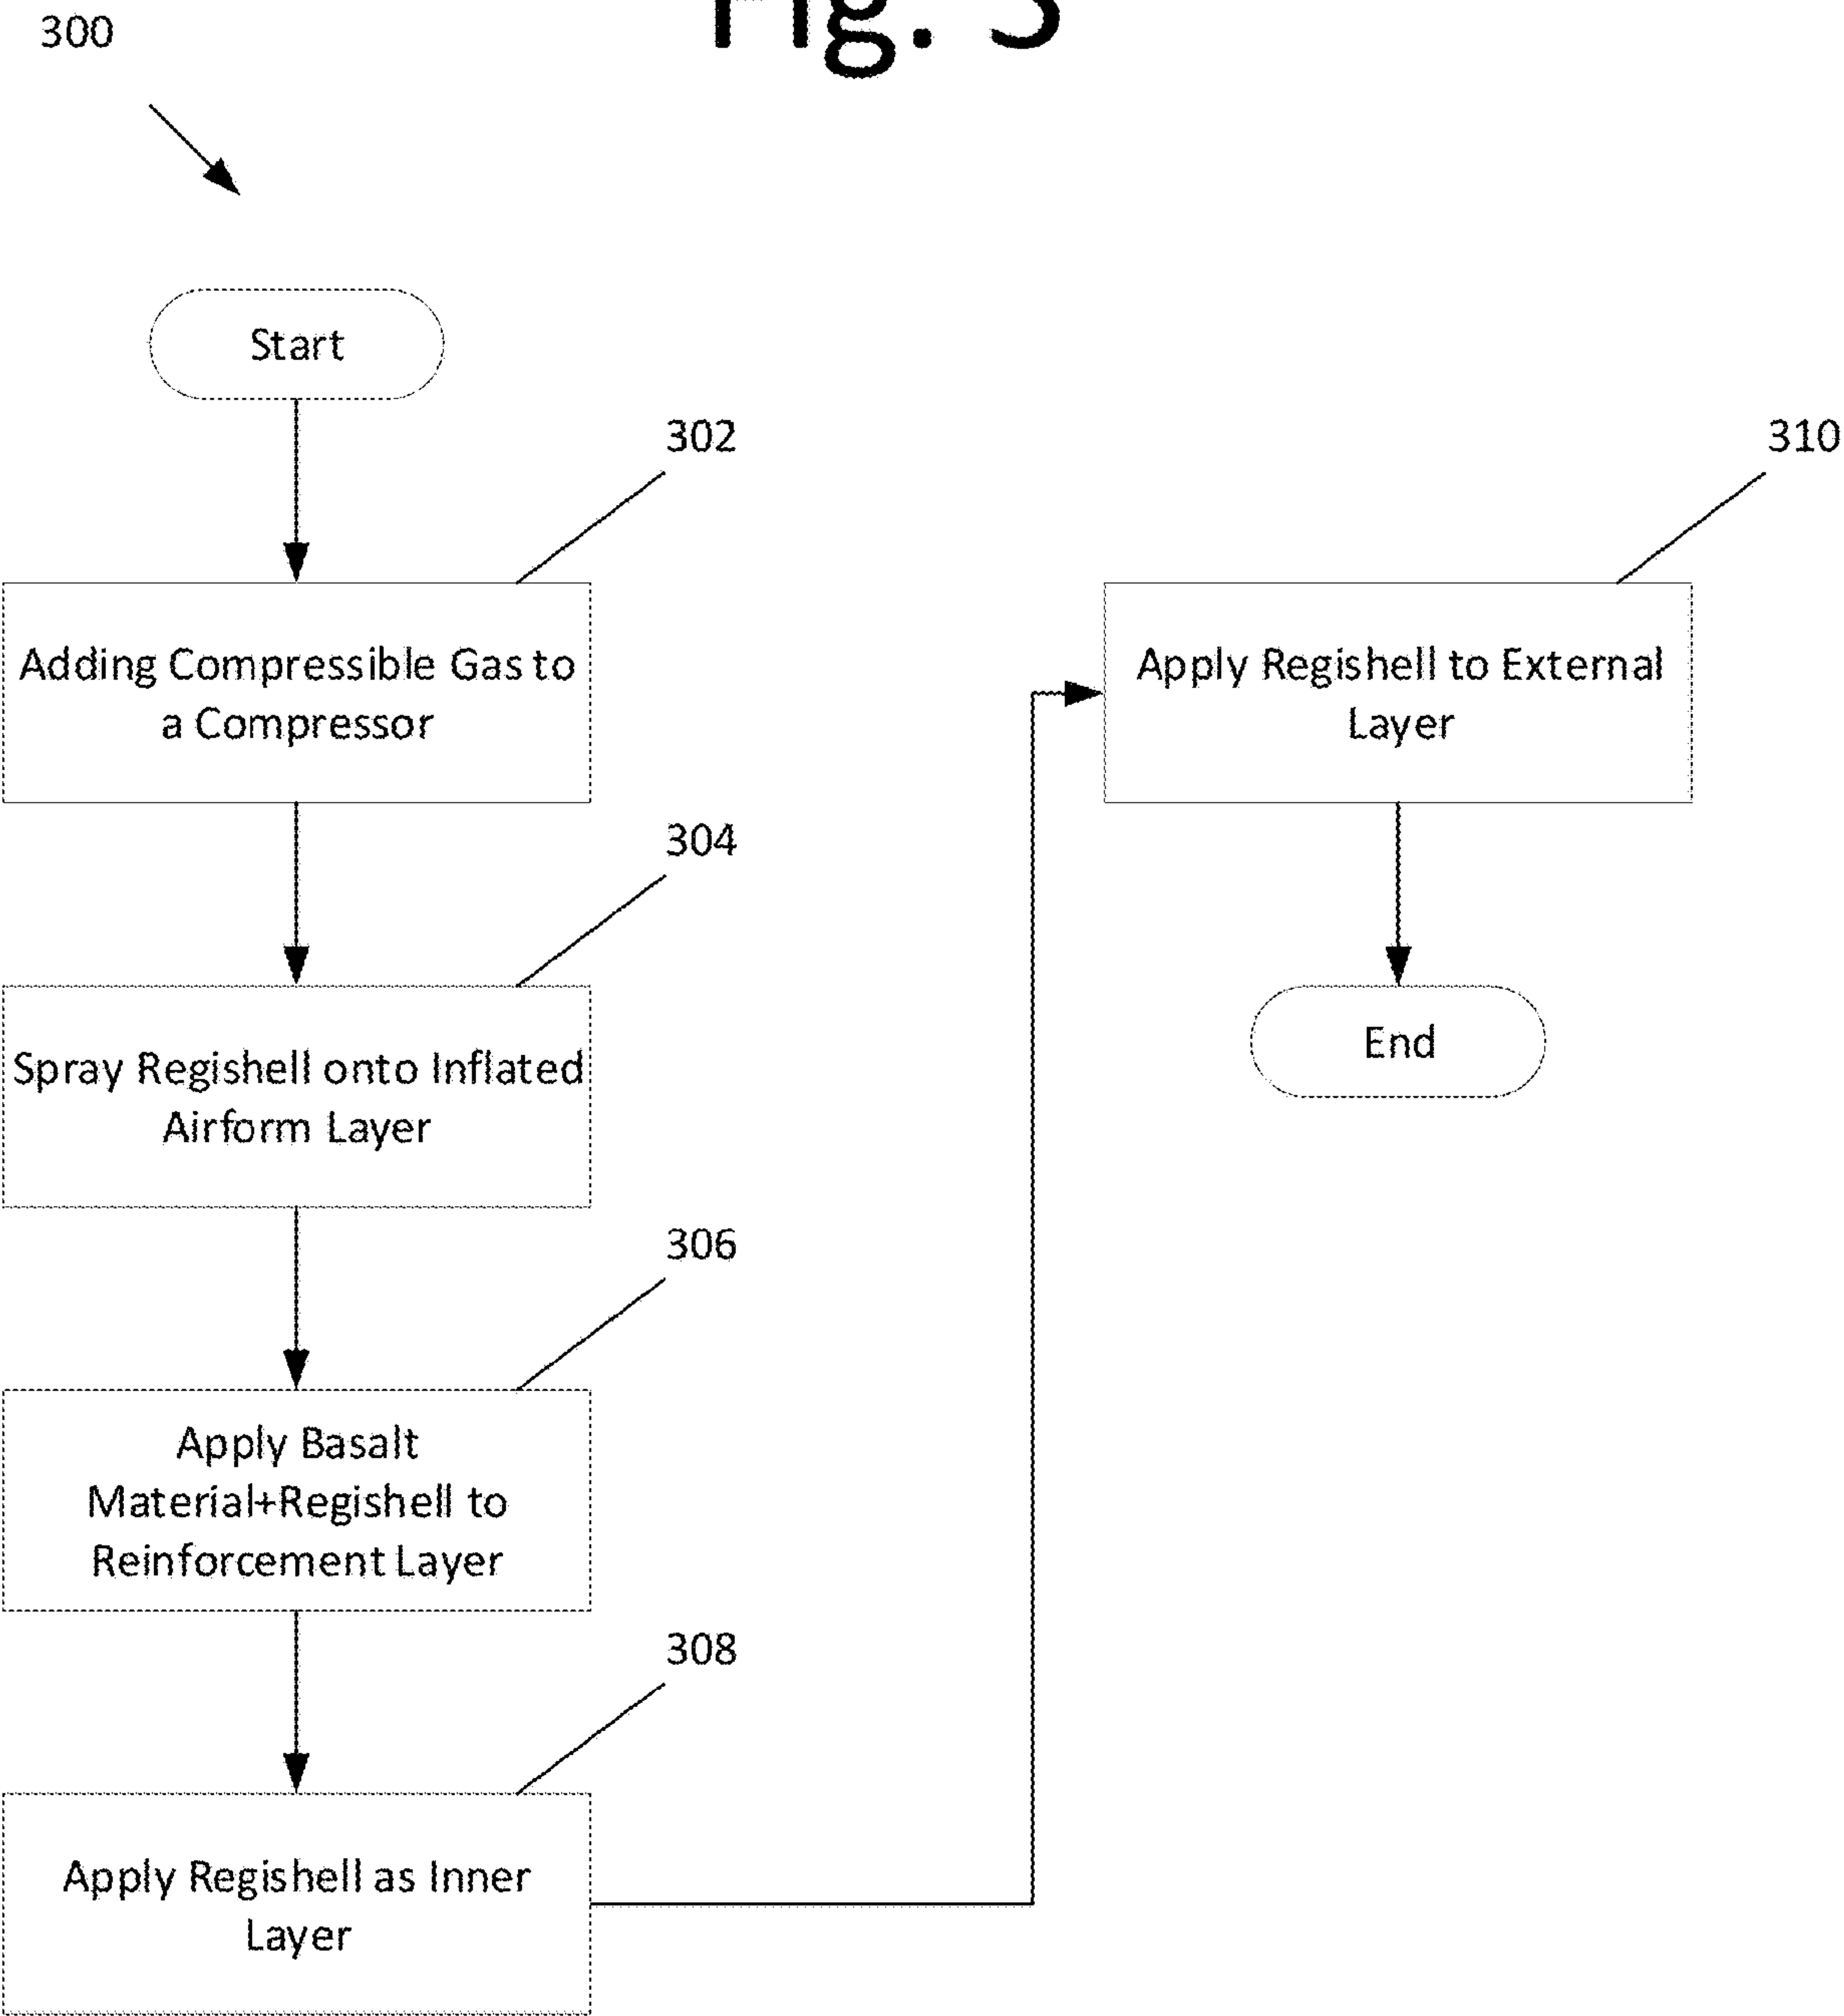 Fig. 3
300
Start
302
Adding Compressible Gas to
a Compressor
304
Spray Regishell onto Inflated
Airform Layer
306
Apply Basalt
Material+Regishell to
Reinforcement Layer
308
Apply Regishell as Inner
Layer
310
Apply Regishell to External
Layer
End